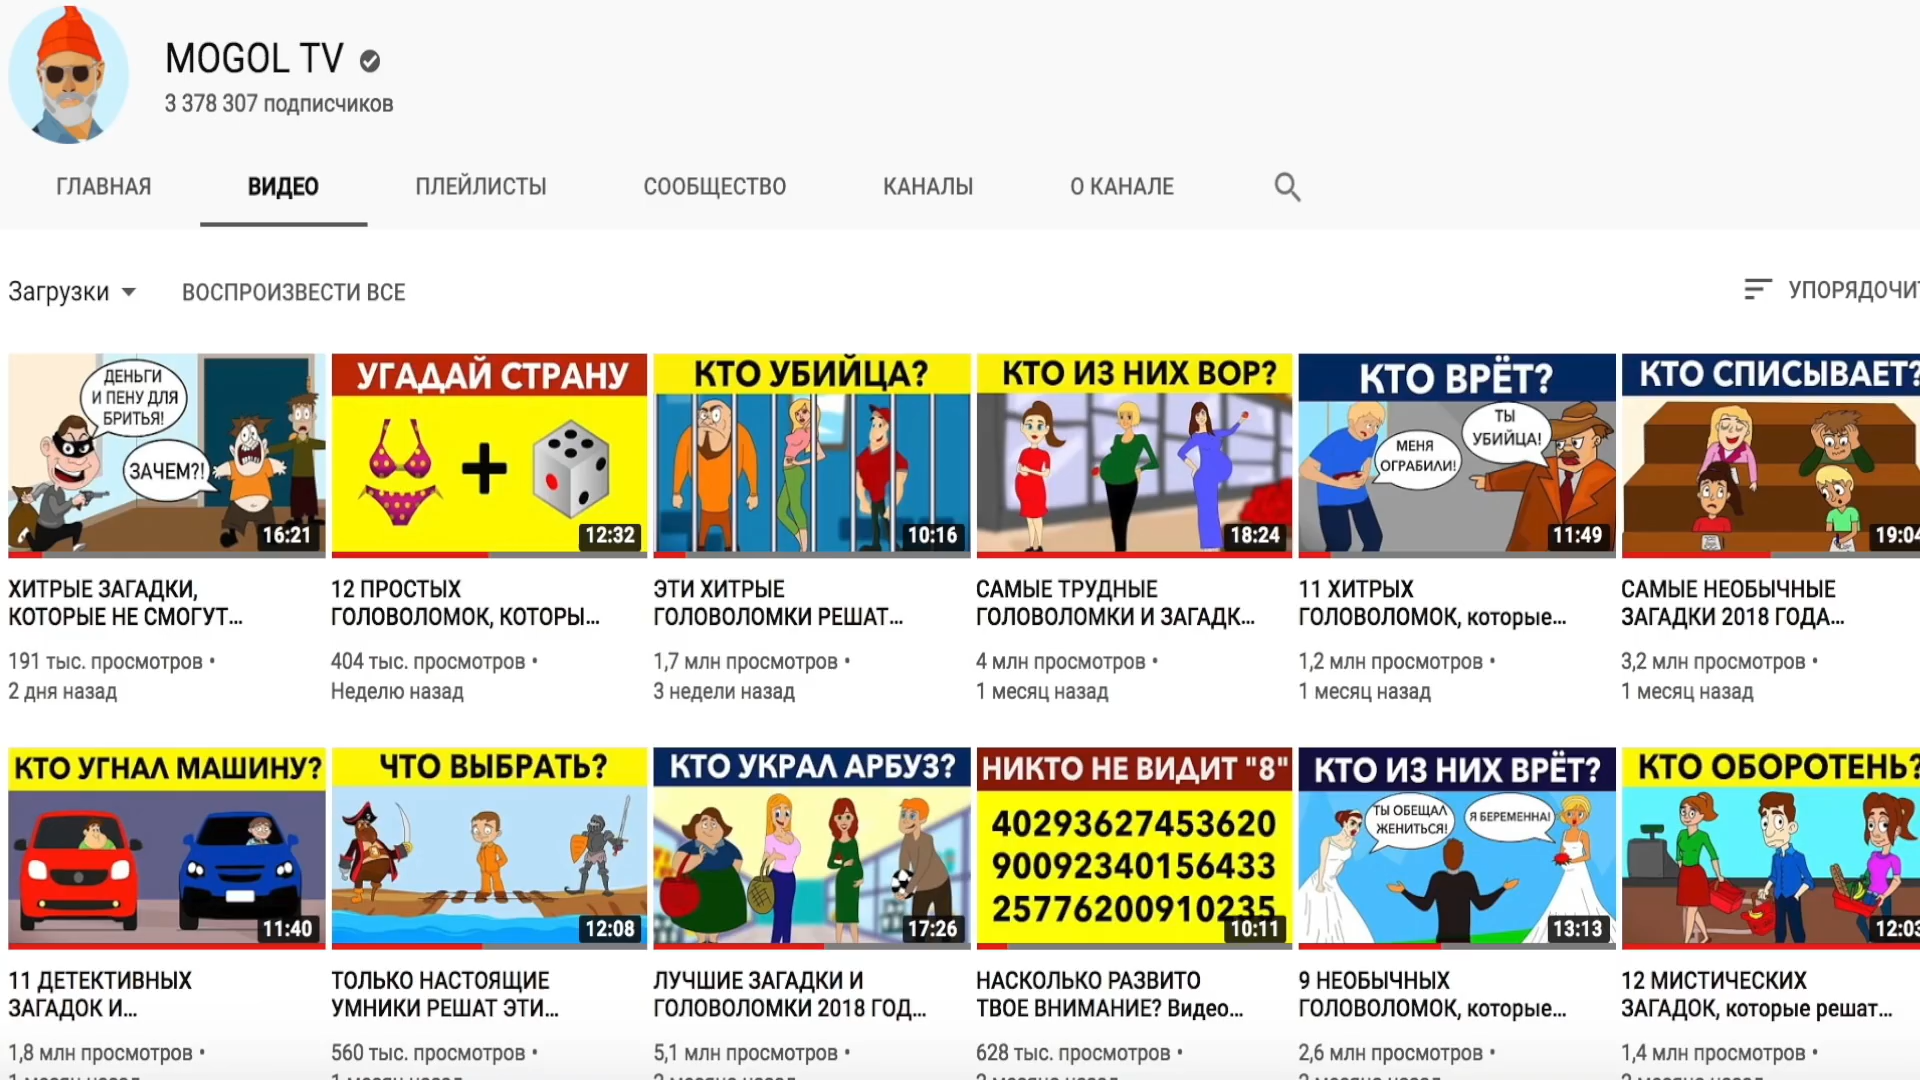 MOGOL TV
3 378 307 подписчиков
ГЛАВНАЯ ВИДЕО ПЛЕЙЛИСТЫ СООБЩЕСТВО КАНАЛЫ О КАНАЛЕ
Загрузки ВОСПРОИЗВЕСТИ ВСЕ УПОРЯДОЧИТ
ДЕНЬГИ
И ПЕНУ ДЛЯ
БРИТЬЯ!
ЗАЧЕМ?!
16:21
ХИТРЫЕ ЗАГАДКИ,
КОТОРЫЕ НЕ СМОГУТ...
191 тыс. просмотров •
2 дня назад
УГАДАЙ СТРАНУ
+
12:32
12 ПРОСТЫХ
ГОЛОВОЛОМОК, КОТОРЫ...
404 тыс. просмотров •
Неделю назад
КТО УБИЙЦА?
10:16
ЭТИ ХИТРЫЕ
ГОЛОВОЛОМКИ РЕШАТ...
1,7 млн просмотров •
3 недели назад
КТО ИЗ НИХ ВОР?
18:24
САМЫЕ ТРУДНЫЕ
ГОЛОВОЛОМКИ И ЗАГАДК...
4 млн просмотров •
1 месяц назад
КТО ВРЁТ?
ТЫ
УБИЙЦА!
МЕНЯ
ОГРАБИЛИ!
11:49
11 ХИТРЫХ
ГОЛОВОЛОМОК, которые...
1,2 млн просмотров •
1 месяц назад
КТО СПИСЫВАЕТ?
19:04
САМЫЕ НЕОБЫЧНЫЕ
ЗАГАДКИ 2018 ГОДА...
3,2 млн просмотров •
1 месяц назад
КТО УГНАЛ МАШИНУ?
11:40
11 ДЕТЕКТИВНЫХ
ЗАГАДОК И...
1,8 млн просмотров •
ЧТО ВЫБРАТЬ?
12:08
ТОЛЬКО НАСТОЯЩИЕ
УМНИКИ РЕШАТ ЭТИ...
560 тыс. просмотров •
КТО УКРАЛ АРБУЗ?
17:26
ЛУЧШИЕ ЗАГАДКИ И
ГОЛОВОЛОМКИ 2018 ГОД...
5,1 млн просмотров •
НИКТО НЕ ВИДИТ "8"
40293627453620
90092340156433
25776200910235
10:11
НАСКОЛЬКО РАЗВИТО
ТВОЕ ВНИМАНИЕ? Видео...
628 тыс. просмотров •
КТО ИЗ НИХ ВРЁТ?
ТЫ ОБЕЩАЛ
ЖЕНИТЬСЯ!
Я БЕРЕМЕННА!
13:13
9 НЕОБЫЧНЫХ
ГОЛОВОЛОМОК, которые...
2,6 млн просмотров •
КТО ОБОРОТЕНЬ?
12:03
12 МИСТИЧЕСКИХ
ЗАГАДОК, которые решат...
1,4 млн просмотров •